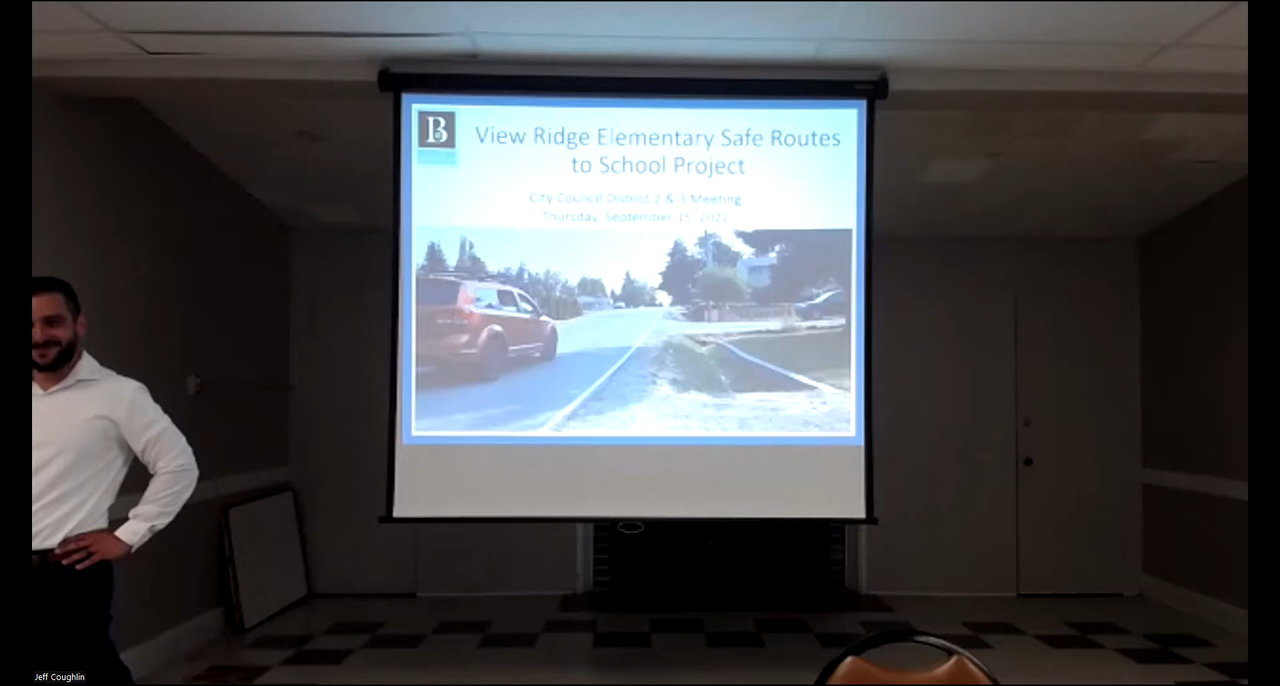 B
View Ridge Elementary Safe Routes
to School Project
City Council District 2 & 3 Meeting
Thursday, September 15, 2022
Jeff Coughlin